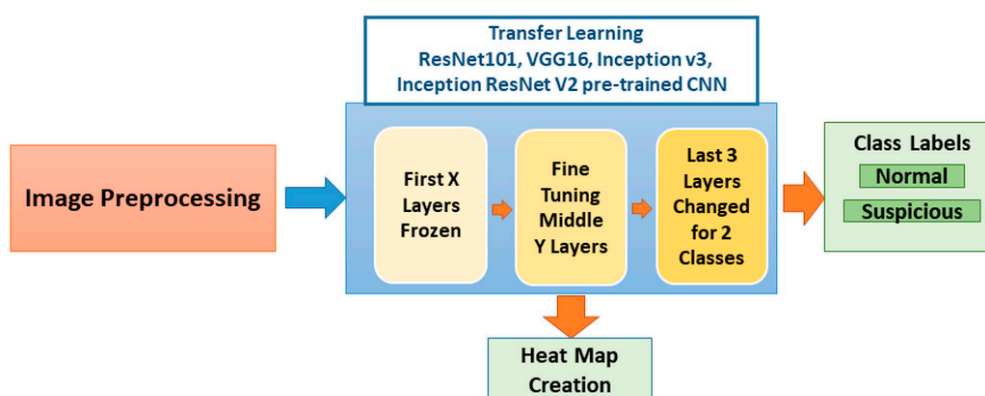 Transfer Learning
ResNet101, VGG16, Inception v3,
Inception ResNet V2 pre-trained CNN
Image Preprocessing
First X
Layers
Frozen
Fine
Tuning
Middle
Y Layers
Last 3
Layers
Changed
for 2
Classes
Class Labels
Normal
Suspicious
Heat Map
Creation